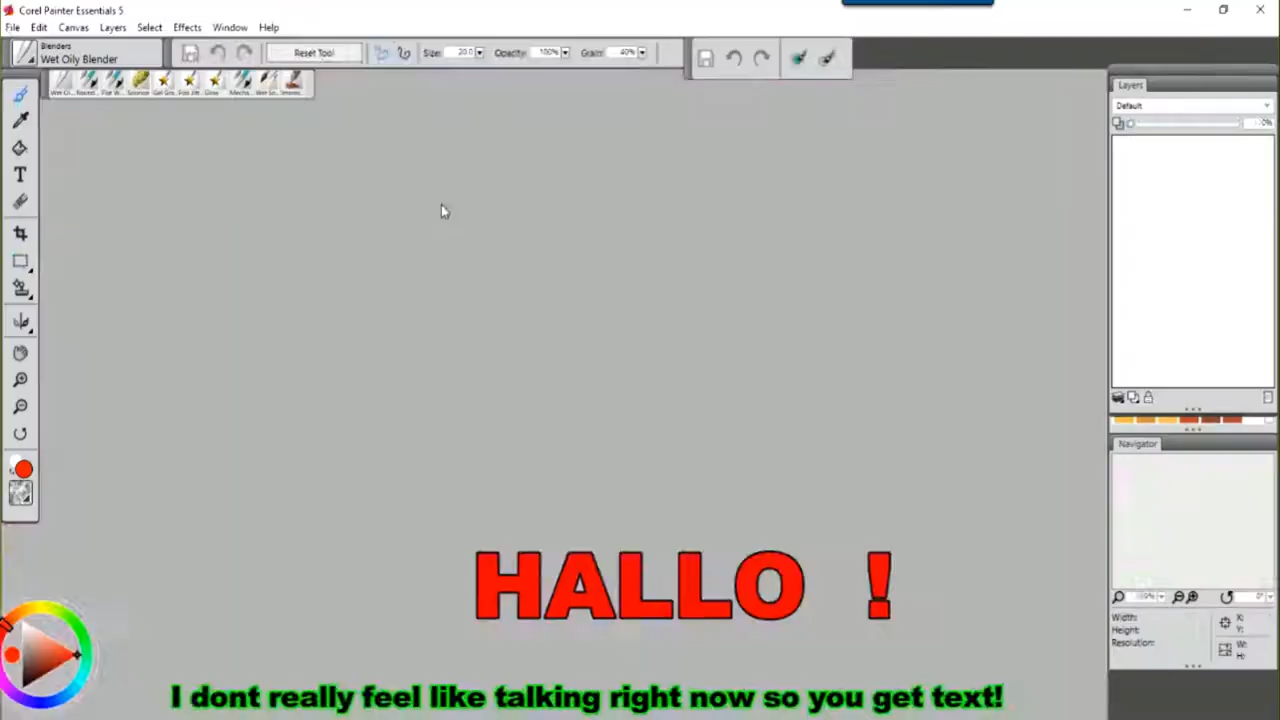 Corel Painter Essentials 5
File Edit Canvas Layers Select Effects Window Help
Blenders
Wet Oily Blender
Reset Tool
Size: 20.0 Opacity: 100% Grain: 40%
Layers
Default
Navigator
Width:
Height:
Resolution:
X:
Y:
W:
H:
HALLO !
I dont really feel like talking right now so you get text!